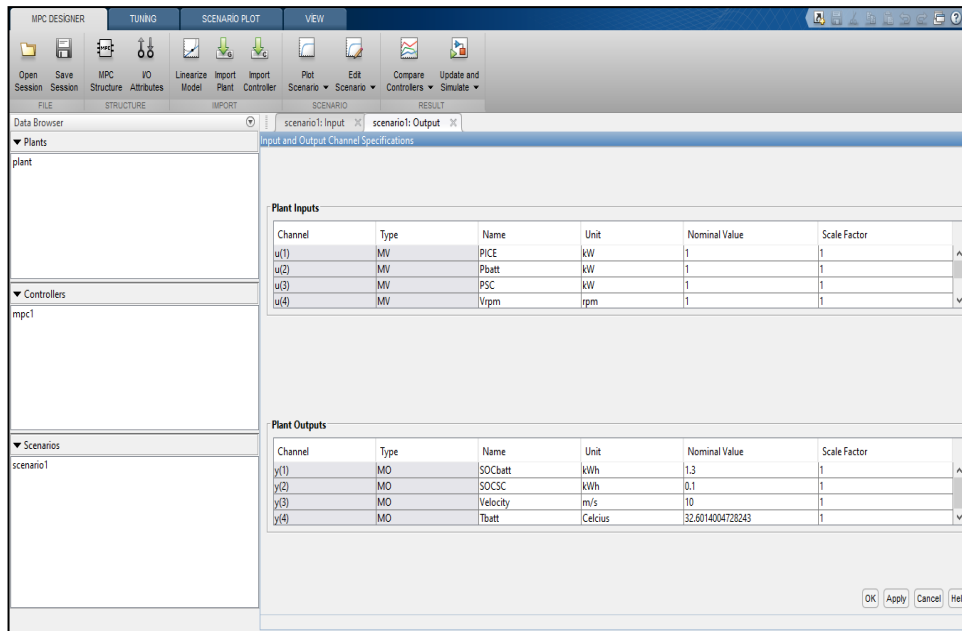 MPC DESIGNER TUNING SCENARIO PLOT VIEW
Open Session Save Session MPC Structure I/O Attributes Linearize Model Import Plant Import Controller Plot Scenario Edit Scenario Compare Controllers Update and Simulate
FILE STRUCTURE IMPORT SCENARIO RESULT
Data Browser scenario1: Input scenario1: Output
Plants Input and Output Channel Specifications
plant
Plant Inputs
Channel Type Name Unit Nominal Value Scale Factor
u(1) MV PICE kW 1 1
u(2) MV Pbatt kW 1 1
u(3) MV PSC kW 1 1
u(4) MV Vrpm rpm 1 1
Controllers
mpc1
Plant Outputs
Scenarios
Channel Type Name Unit Nominal Value Scale Factor
scenario1
y(1) MO SOCbatt kWh 1.3 1
y(2) MO SOCSC kWh 0.1 1
y(3) MO Velocity m/s 10 1
y(4) MO Tbatt Celcius 32.6014004728243 1
OK Apply Cancel Hel